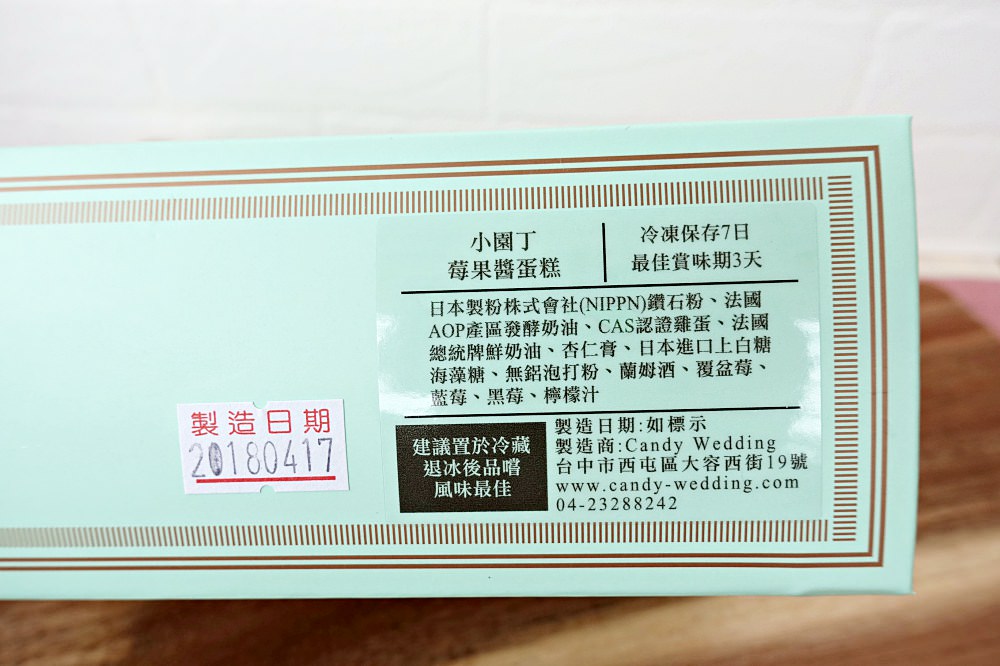 小園丁
莓果醬蛋糕
冷凍保存7日
最佳賞味期3天
日本製粉株式會社(NIPPN)鑽石粉、法國
AOP產區發酵奶油、CAS認證雞蛋、法國
總統牌鮮奶油、杏仁膏、日本進口上白糖
海藻糖、無鋁泡打粉、蘭姆酒、覆盆莓、
藍莓、黑莓、檸檬汁
建議置於冷藏
退冰後品嚐
風味最佳
製造日期:如標示
製造商:Candy Wedding
台中市西屯區大容西街19號
www.candy-wedding.com
04-23288242
製造日期
20180417